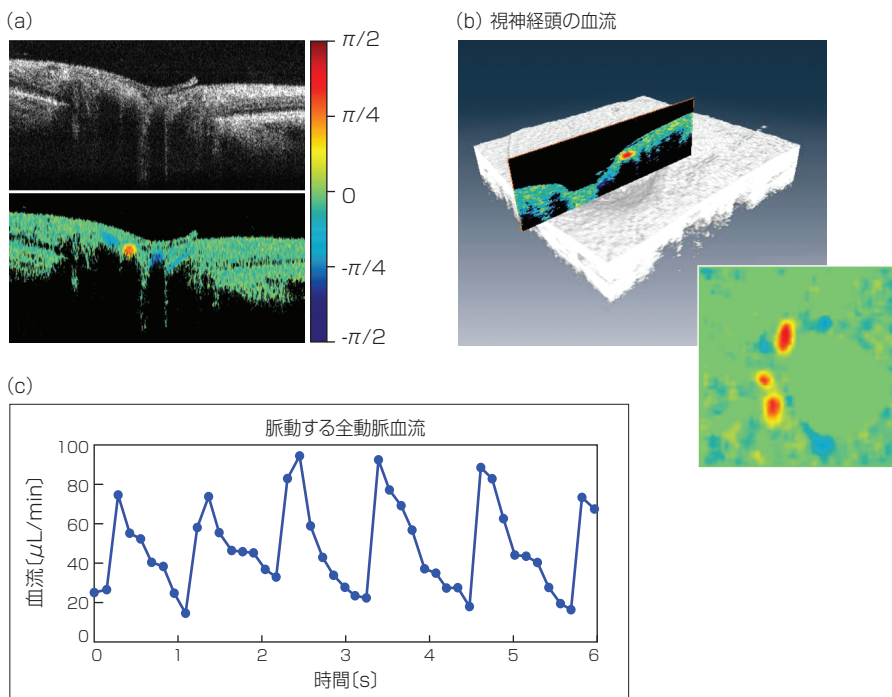 (a)
π/2
π/4
0
-π/4
-π/2
(b) 視神経頭の血流
(c)
脈動する全動脈血流
血流〔μL/min〕
100
80
60
40
20
0
0 1 2 3 4 5 6
時間〔s〕